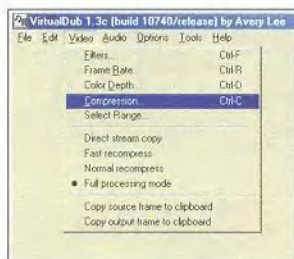 VirtualDub 1.3c (build 10740/release) by Avery Lee
File Edit Video Audio Options Tools Help
Filters... Ctrl-F
Frame Rate... Ctrl-R
Color Depth... Ctrl-D
Compression... Ctrl-C
Select Range...
Direct stream copy
Fast recompress
Normal recompress
Full processing mode
Copy source frame to clipboard
Copy output frame to clipboard